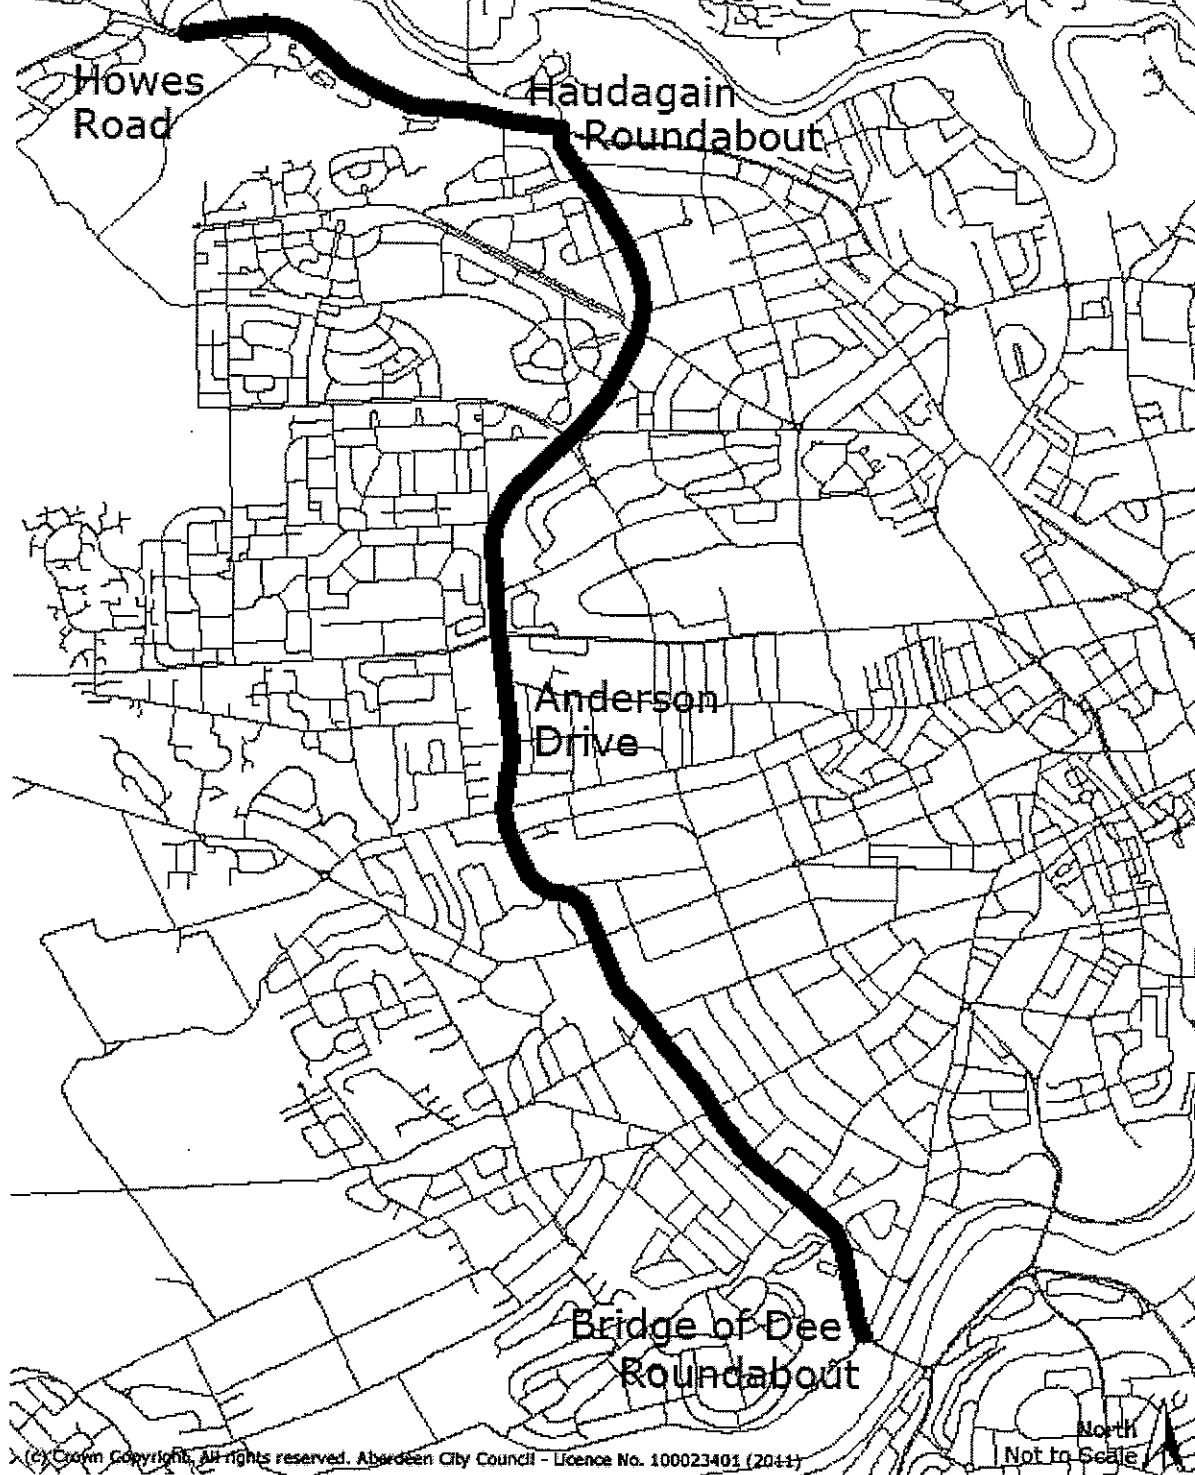 Howes
Road
Haudagain
Roundabout
Anderson
Drive
Bridge of Dee
Roundabout
North
Not to Scale
(c) Crown Copyright. All rights reserved. Aberdeen City Council - Licence No. 100023401 (2011)